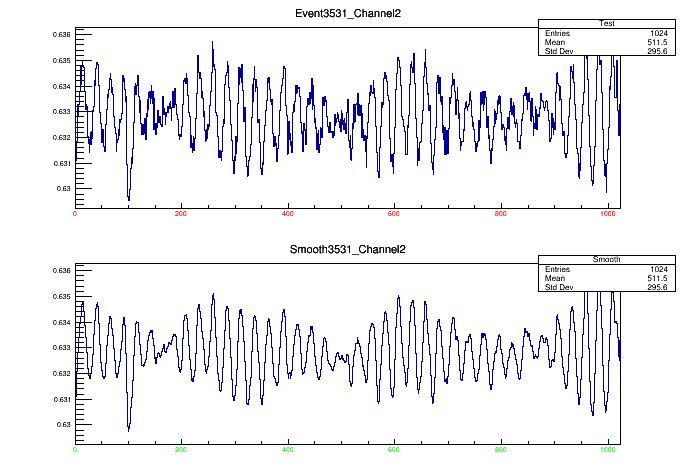 Event3531_Channel2
Test
Entries 1024
Mean 511.5
Std Dev 295.6
0.636
0.635
0.634
0.633
0.632
0.631
0.63
0 200 400 600 800 1000
Smooth3531_Channel2
Smooth
Entries 1024
Mean 511.5
Std Dev 295.6
0.636
0.635
0.634
0.633
0.632
0.631
0.63
0 200 400 600 800 1000